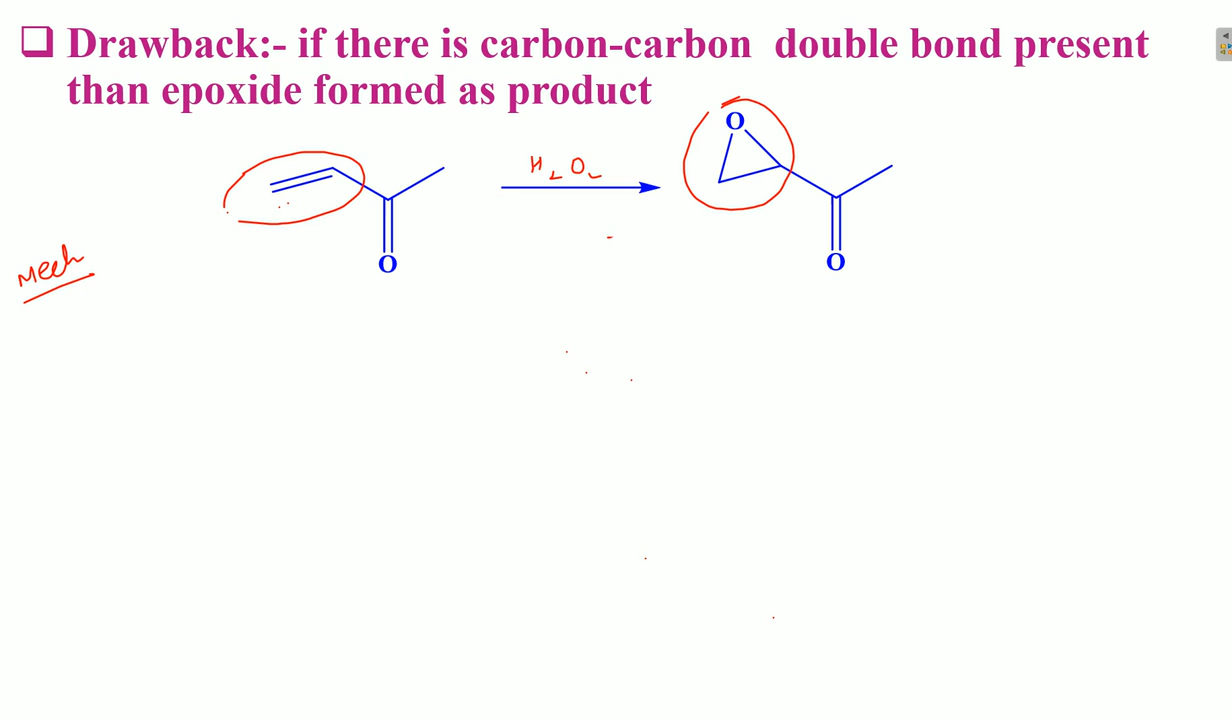 ❑ Drawback:- if there is carbon-carbon double bond present
than epoxide formed as product
O
H2O2
O
O
Mech